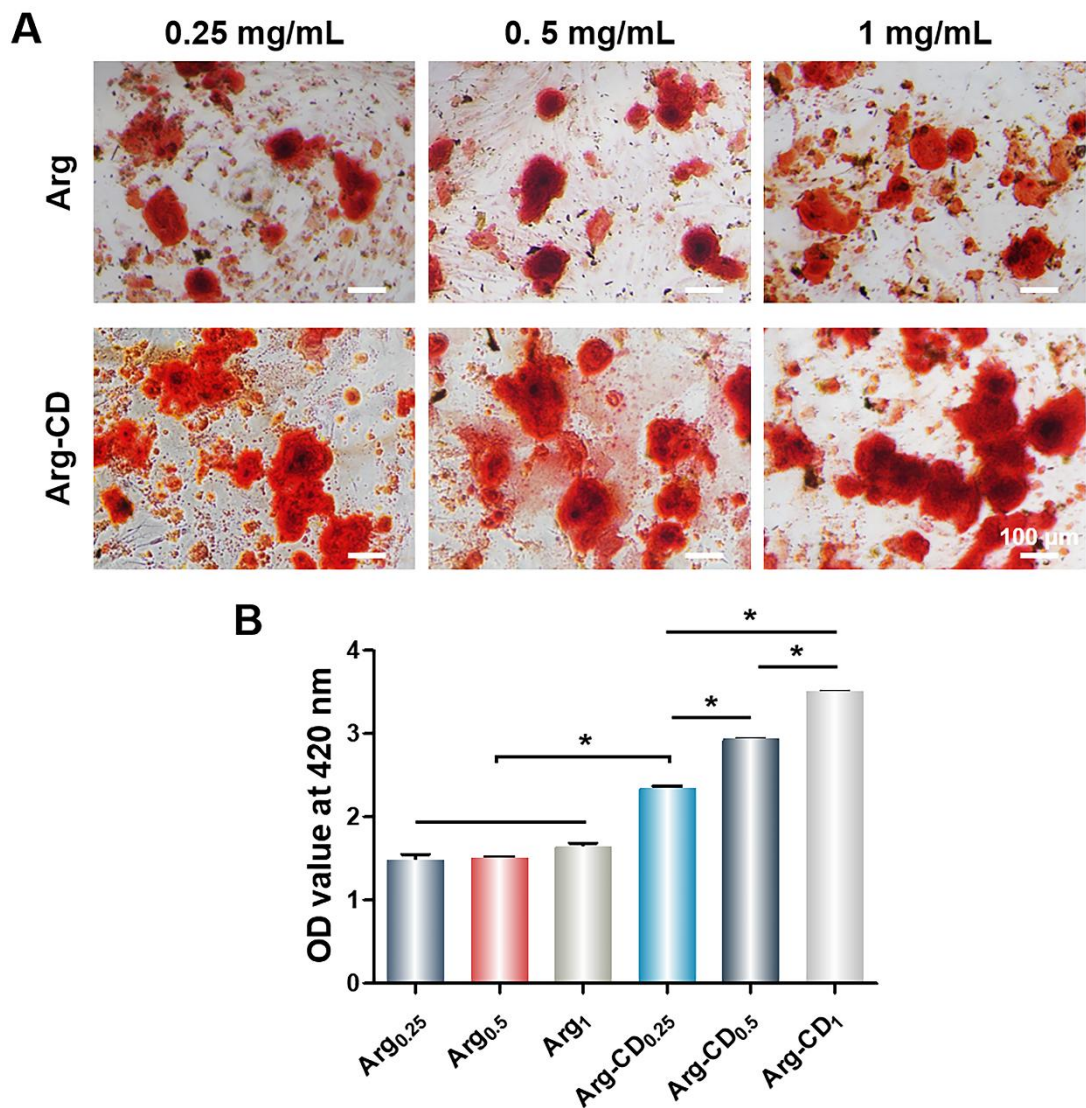 A
0.25 mg/mL
0. 5 mg/mL
1 mg/mL
Arg
Arg-CD
100 μm
B
*
*
*
*
OD value at 420 nm
4
3
2
1
0
Arg0.25
Arg0.5
Arg1
Arg-CD0.25
Arg-CD0.5
Arg-CD1